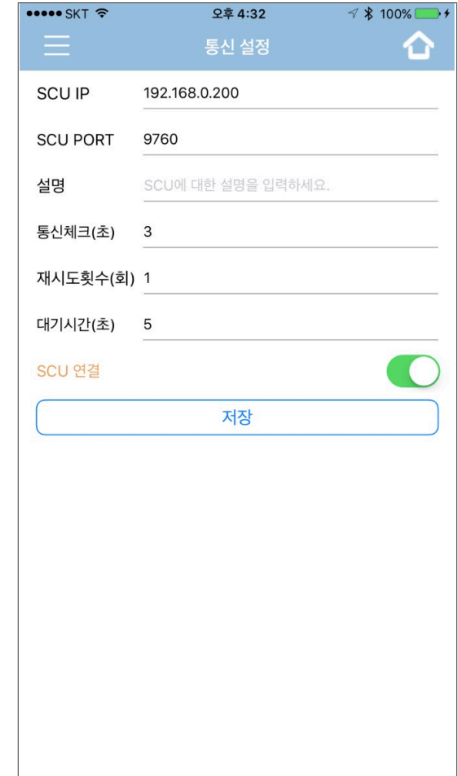 ●●●●● SKT 오후 4:32 100%
통신 설정
SCU IP 192.168.0.200
SCU PORT 9760
설명 SCU에 대한 설명을 입력하세요.
통신체크(초) 3
재시도횟수(회) 1
대기시간(초) 5
SCU 연결
저장